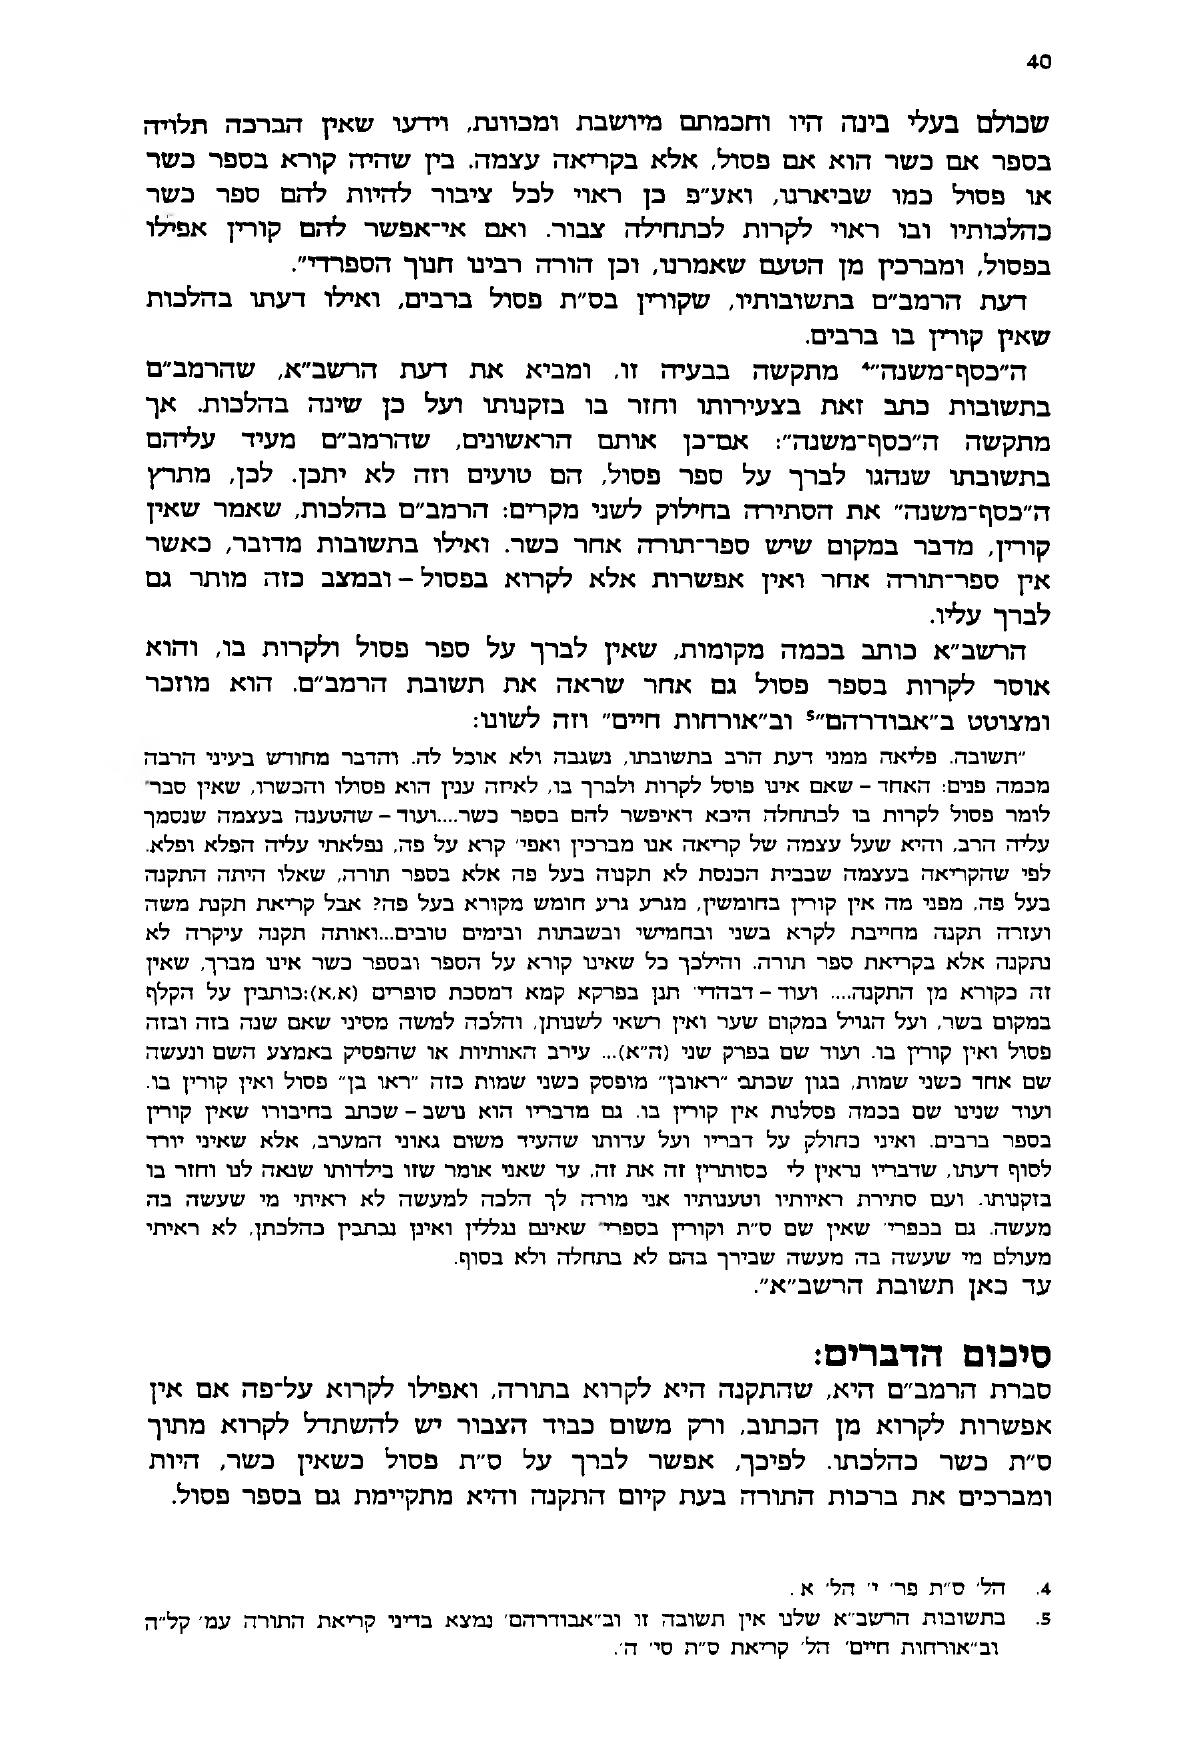 40
שכולם בעלי בינה היו וחכמתם מיושבת ומכוונת, וידעו שאין הברכה תלויה
בספר אם כשר הוא אם פסול, אלא בקריאה עצמה. בין שהיה קורא בספר כשר
או פסול כמו שביארנו, ואע״פ כן ראוי לכל ציבור להיות להם ספר כשר
כהלכותיו ובו ראוי לקרות לכתחילה צבור. ואם אי־אפשר להם קורין אפילו
בפסול, ומברכין מן הטעם שאמרנו, וכן הורה רבינו חנוך הספרדי״.
דעת הרמב״ם בתשובותיו, שקורין בס״ת פסול ברבים, ואילו דעתו בהלכות
שאין קורין בו ברבים.
ה״כסף־משנה״⁴ מתקשה בבעיה זו, ומביא את דעת הרשב״א, שהרמב״ם
בתשובות כתב זאת בצעירותו וחזר בו בזקנותו ועל כן שינה בהלכות. אך
מתקשה ה״כסף־משנה״: אם־כן אותם הראשונים, שהרמב״ם מעיד עליהם
בתשובתו שנהגו לברך על ספר פסול, הם טועים וזה לא יתכן. לכן, מתרץ
ה״כסף־משנה״ את הסתירה בחילוק לשני מקרים: הרמב״ם בהלכות, שאמר שאין
קורין, מדבר במקום שיש ספר־תורה אחר כשר. ואילו בתשובות מדובר, כאשר
אין ספר־תורה אחר ואין אפשרות אלא לקרוא בפסול – ובמצב כזה מותר גם
לברך עליו.
הרשב״א כותב בכמה מקומות, שאין לברך על ספר פסול ולקרות בו, והוא
אוסר לקרות בספר פסול גם אחר שראה את תשובת הרמב״ם. הוא מוזכר
ומצוטט ב״אבודרהם״⁵ וב״אורחות חיים״ וזה לשונו:
״תשובה. פליאה ממני דעת הרב בתשובתו, נשגבה ולא אוכל לה. והדבר מחודש בעיני הרבה
מכמה פנים: האחד – שאם אינו פוסל לקרות ולברך בו, לאיזה ענין הוא פסולו והכשרו, שאין סבר׳
לומר פסול לקרות בו לכתחלה היכא דאיפשר להם בספר כשר....ועוד – שהטענה בעצמה שנסמך
עליה הרב, והיא שעל עצמה של קריאה אנו מברכין ואפי׳ קרא על פה, נפלאתי עליה הפלא ופלא.
לפי שהקריאה בעצמה שבבית הכנסת לא תקנוה בעל פה אלא בספר תורה, שאלו היתה התקנה
בעל פה, מפני מה אין קורין בחומשין, מגרע גרע חומש מקורא בעל פה? אבל קריאת תקנת משה
ועזרה תקנה מחייבת לקרא בשני ובחמישי ובשבתות ובימים טובים...ואותה תקנה עיקרה לא
נתקנה אלא בקריאת ספר תורה. והילכך כל שאינו קורא על הספר ובספר כשר אינו מברך, שאין
זה כקורא מן התקנה.... ועוד – דבהדי׳ תנן בפרקא קמא דמסכת סופרים (א,א):כותבין על הקלף
במקום בשר, ועל הגויל במקום שער ואין רשאי לשנותן, והלכה למשה מסיני שאם שנה בזה ובזה
פסול ואין קורין בו. ועוד שם בפרק שני (ה״א)... עירב האותיות או שהפסיק באמצע השם ונעשה
שם אחד כשני שמות, בגון שכתב ״ראובן״ מופסק כשני שמות כזה ״ראו בן״ פסול ואין קורין בו.
ועוד שנינו שם בכמה פסלנות אין קורין בו. גם מדבריו הוא נושב – שכתב בחיבורו שאין קורין
בספר ברבים. ואיני כחולק על דבריו ועל עדותו שהעיד משום גאוני המערב, אלא שאיני יורד
לסוף דעתו, שדבריו נראין לי כסותרין זה את זה, עד שאני אומר שזו בילדותו שנאה לנו וחזר בו
בזקנותו. ועם סתירת ראיותיו וטענותיו אני מורה לך הלכה למעשה לא ראיתי מי שעשה בה
מעשה. גם בכפרי׳ שאין שם ס״ת וקורין בספרי׳ שאינם נגללין ואינן נכתבין כהלכתן, לא ראיתי
מעולם מי שעשה בה מעשה שבירך בהם לא בתחלה ולא בסוף.
עד כאן תשובת הרשב״א״.
סיכום הדברים:
סברת הרמב״ם היא, שהתקנה היא לקרוא בתורה, ואפילו לקרוא על־פה אם אין
אפשרות לקרוא מן הכתוב, ורק משום כביד הצבור יש להשתדל לקרוא מתוך
ס״ת כשר כהלכתו. לפיכך, אפשר לברך על ס״ת פסול כשאין כשר, היות
ומברכים את ברכות התורה בעת קיום התקנה והיא מתקיימת גם בספר פסול.
4. הל׳ ס״ת פר׳ י׳ הל׳ א.
5. בתשובות הרשב״א שלנו אין תשובה זו וב״אבודרהם׳ נמצא בדיני קריאת התורה עמ׳ קל״ה
וב״אורחות חיים׳ הל׳ קריאת ס״ת סי׳ ה׳.